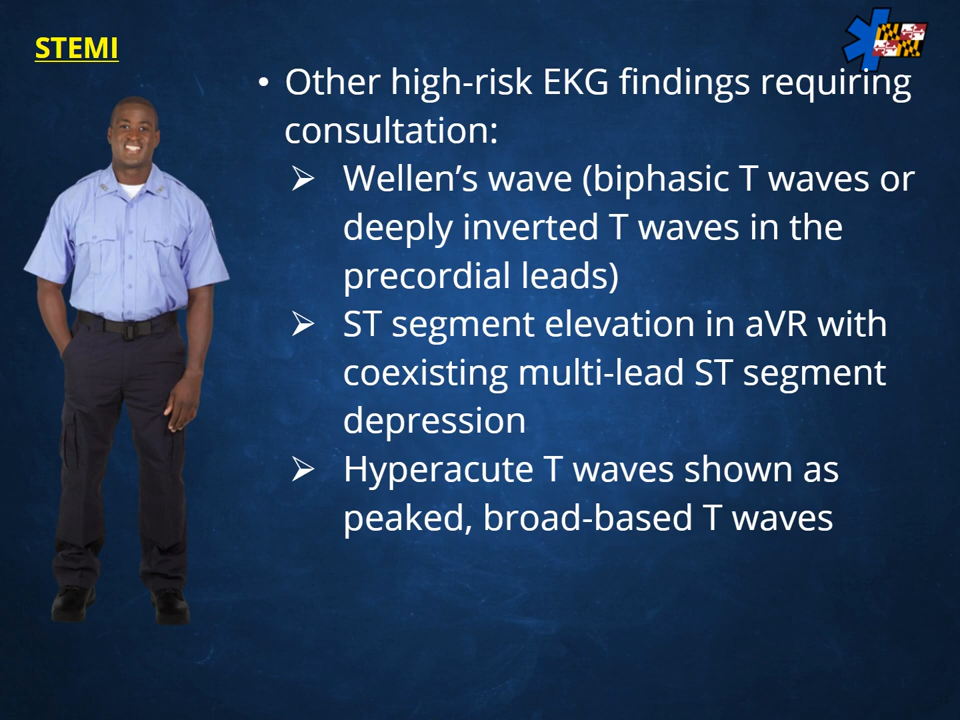 STEMI
• Other high-risk EKG findings requiring
consultation:
➢ Wellen’s wave (biphasic T waves or
deeply inverted T waves in the
precordial leads)
➢ ST segment elevation in aVR with
coexisting multi-lead ST segment
depression
➢ Hyperacute T waves shown as
peaked, broad-based T waves